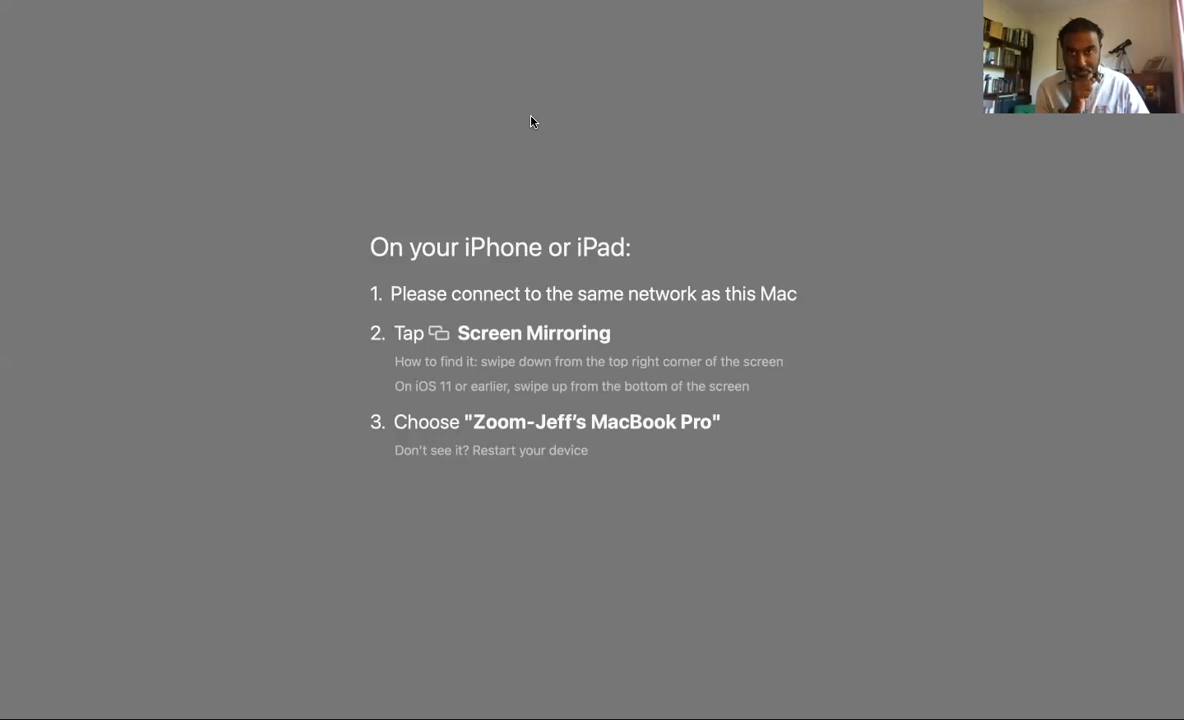 On your iPhone or iPad:
1. Please connect to the same network as this Mac
2. Tap Screen Mirroring
How to find it: swipe down from the top right corner of the screen
On iOS 11 or earlier, swipe up from the bottom of the screen
3. Choose "Zoom-Jeff’s MacBook Pro"
Don't see it? Restart your device